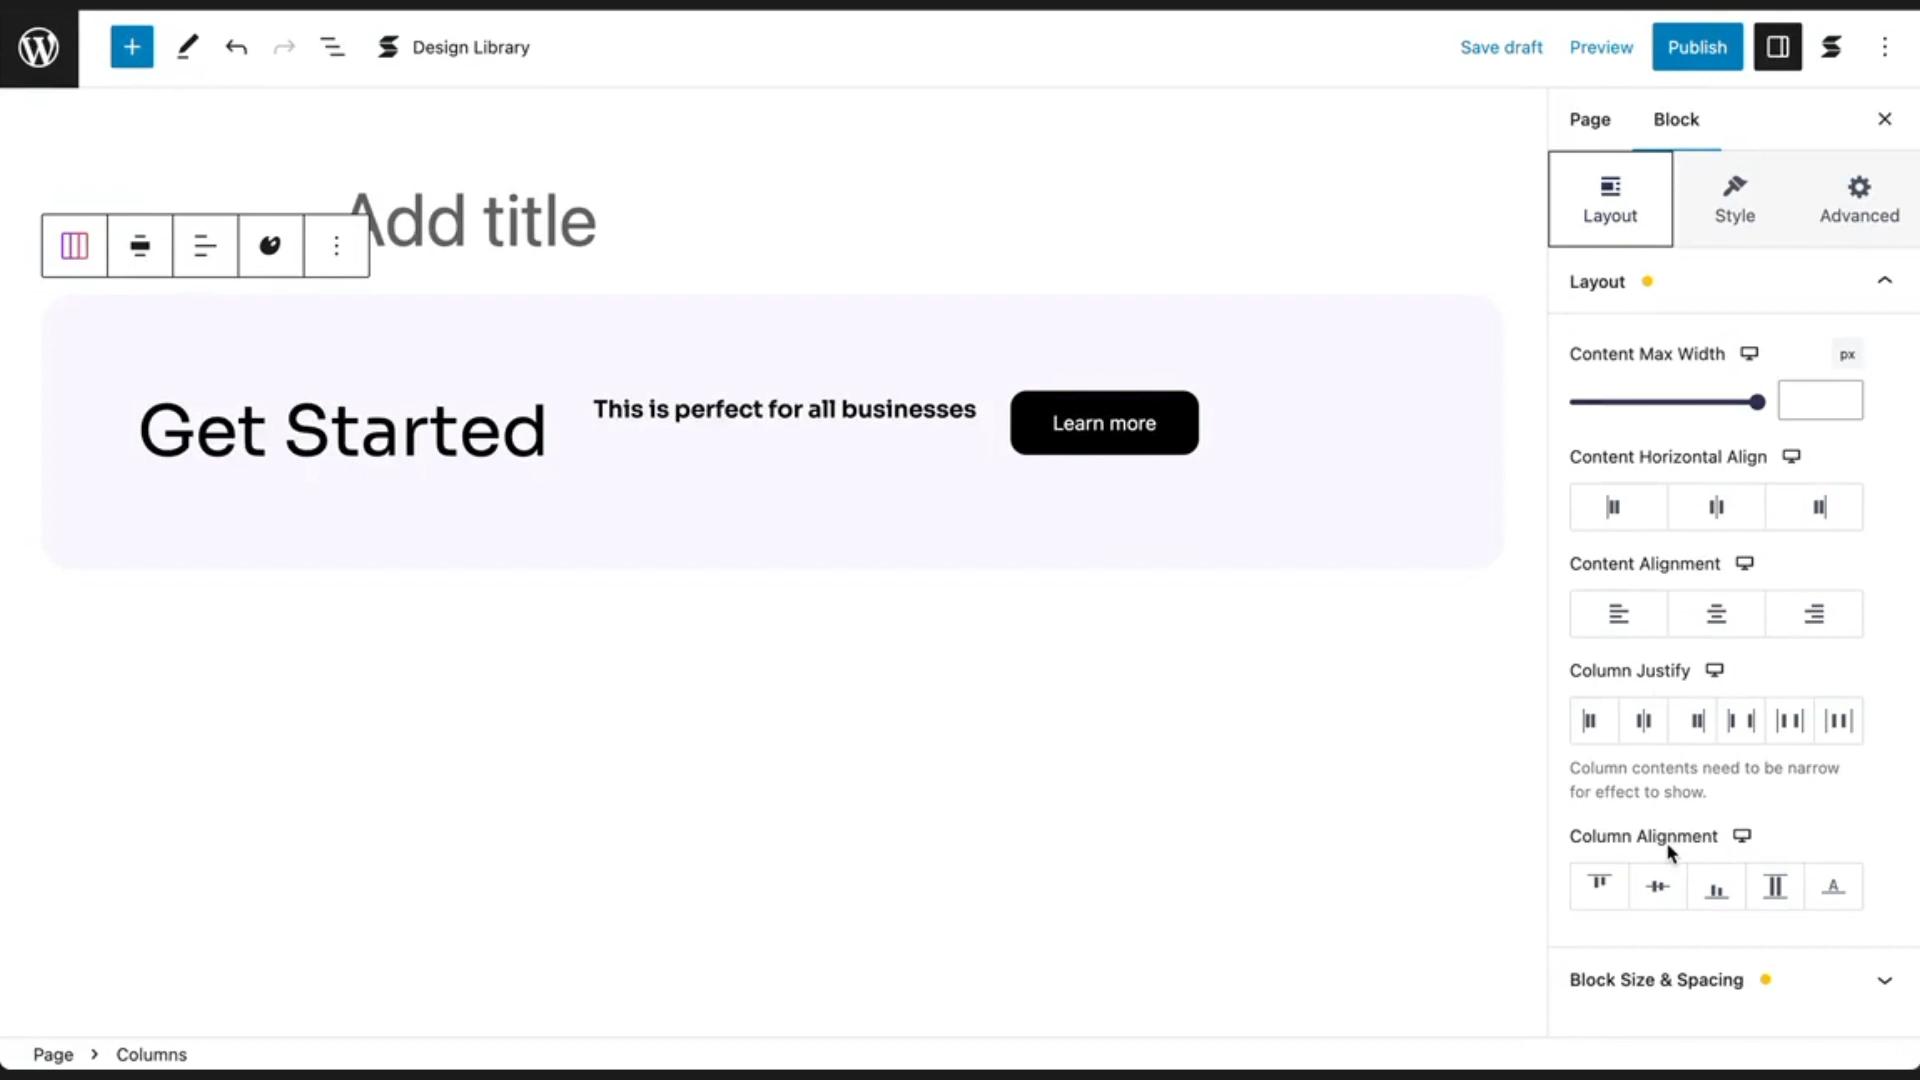 Design Library
Save draft
Preview
Publish
Page
Block
Add title
Layout
Style
Advanced
Layout
Get Started
This is perfect for all businesses
Learn more
Content Max Width
px
Content Horizontal Align
Content Alignment
Column Justify
Column contents need to be narrow
for effect to show.
Column Alignment
Block Size & Spacing
Page > Columns